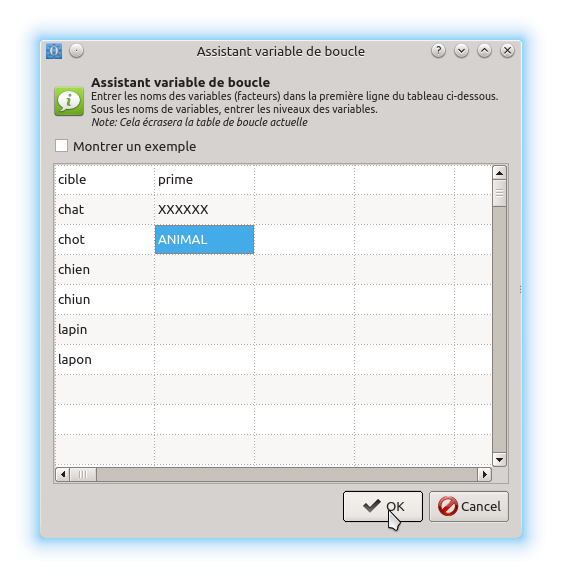 Assistant variable de boucle
Assistant variable de boucle
Entrer les noms des variables (facteurs) dans la première ligne du tableau ci-dessous.
Sous les noms de variables, entrer les niveaux des variables.
Note: Cela écrasera la table de boucle actuelle
Montrer un exemple
cible prime
chat XXXXXX
chot ANIMAL
chien
chiun
lapin
lapon
OK Cancel